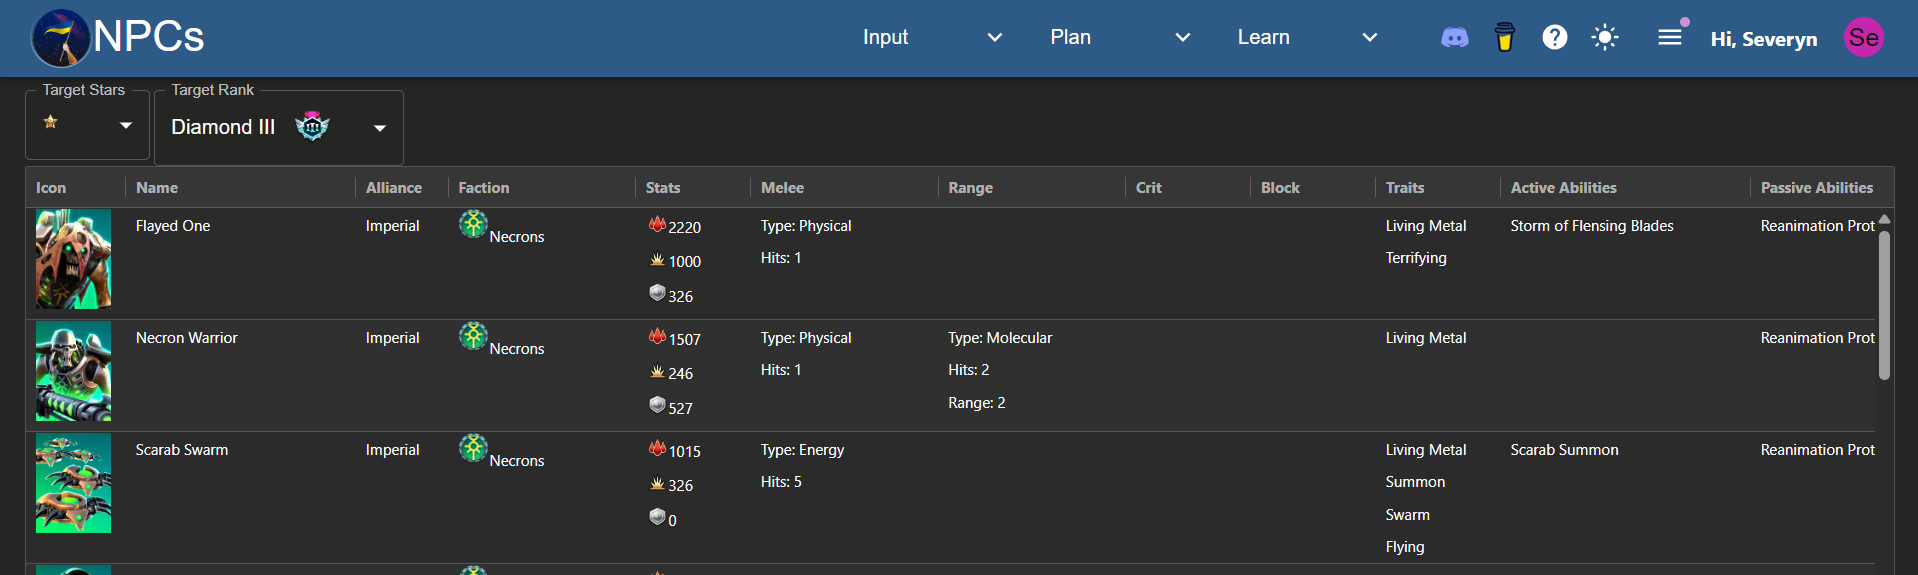 NPCs
Input
Plan
Learn
Hi, Severyn
Se
Target Stars
Target Rank
Diamond III
Icon Name Alliance Faction Stats Melee Range Crit Block Traits Active Abilities Passive Abilities
Flayed One Imperial Necrons 2220 Type: Physical Living Metal Storm of Flensing Blades Reanimation Prot
1000 Hits: 1 Terrifying
326
Necron Warrior Imperial Necrons 1507 Type: Physical Type: Molecular Living Metal Reanimation Prot
246 Hits: 1 Hits: 2
527 Range: 2
Scarab Swarm Imperial Necrons 1015 Type: Energy Living Metal Scarab Summon Reanimation Prot
326 Hits: 5 Summon
0 Swarm
Flying